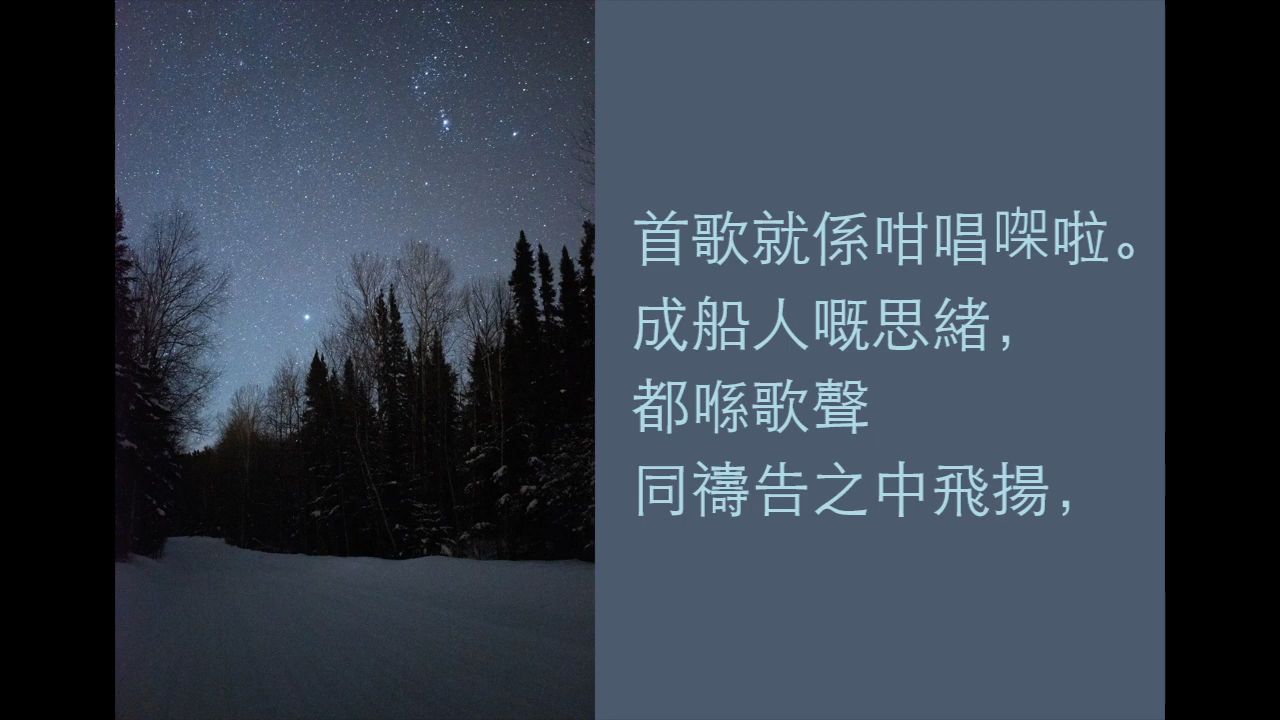 首歌就係咁唱㗎啦。
成船人嘅思緒，
都喺歌聲
同禱告之中飛揚，